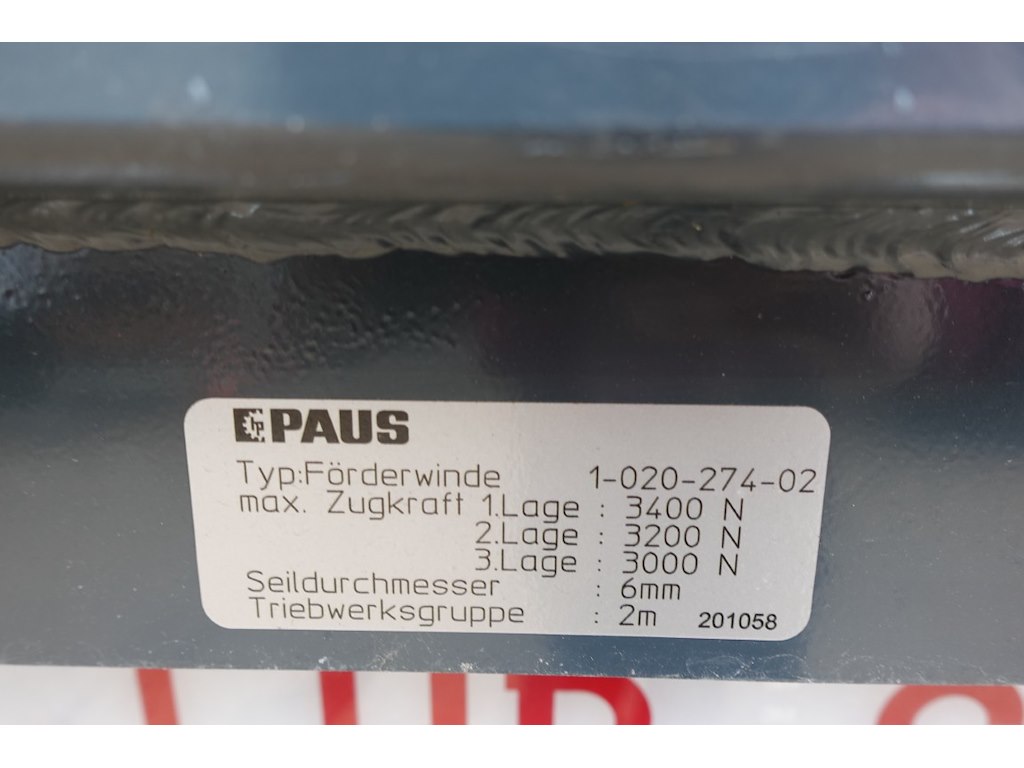 PAUS
Typ:Förderwinde 1-020-274-02
max. Zugkraft 1.Lage : 3400 N
2.Lage : 3200 N
3.Lage : 3000 N
Seildurchmesser : 6mm
Triebwerksgruppe : 2m 201058